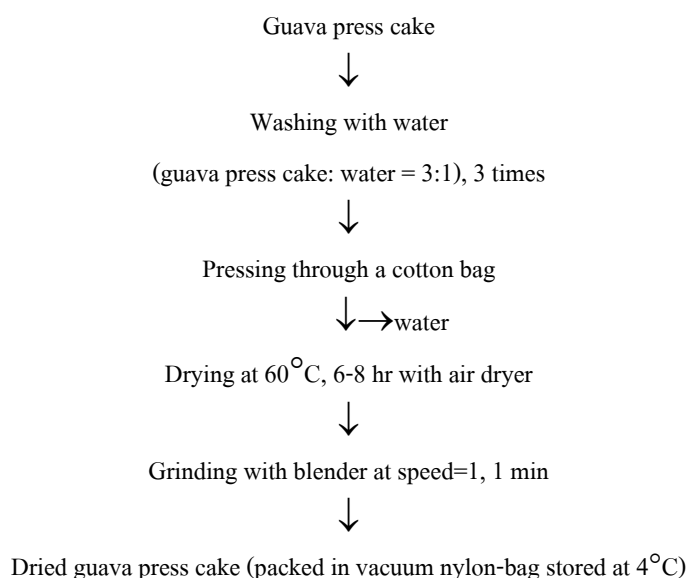 Guava press cake
↓
Washing with water
(guava press cake: water = 3:1), 3 times
↓
Pressing through a cotton bag
↓→water
Drying at 60°C, 6-8 hr with air dryer
↓
Grinding with blender at speed=1, 1 min
↓
Dried guava press cake (packed in vacuum nylon-bag stored at 4°C)